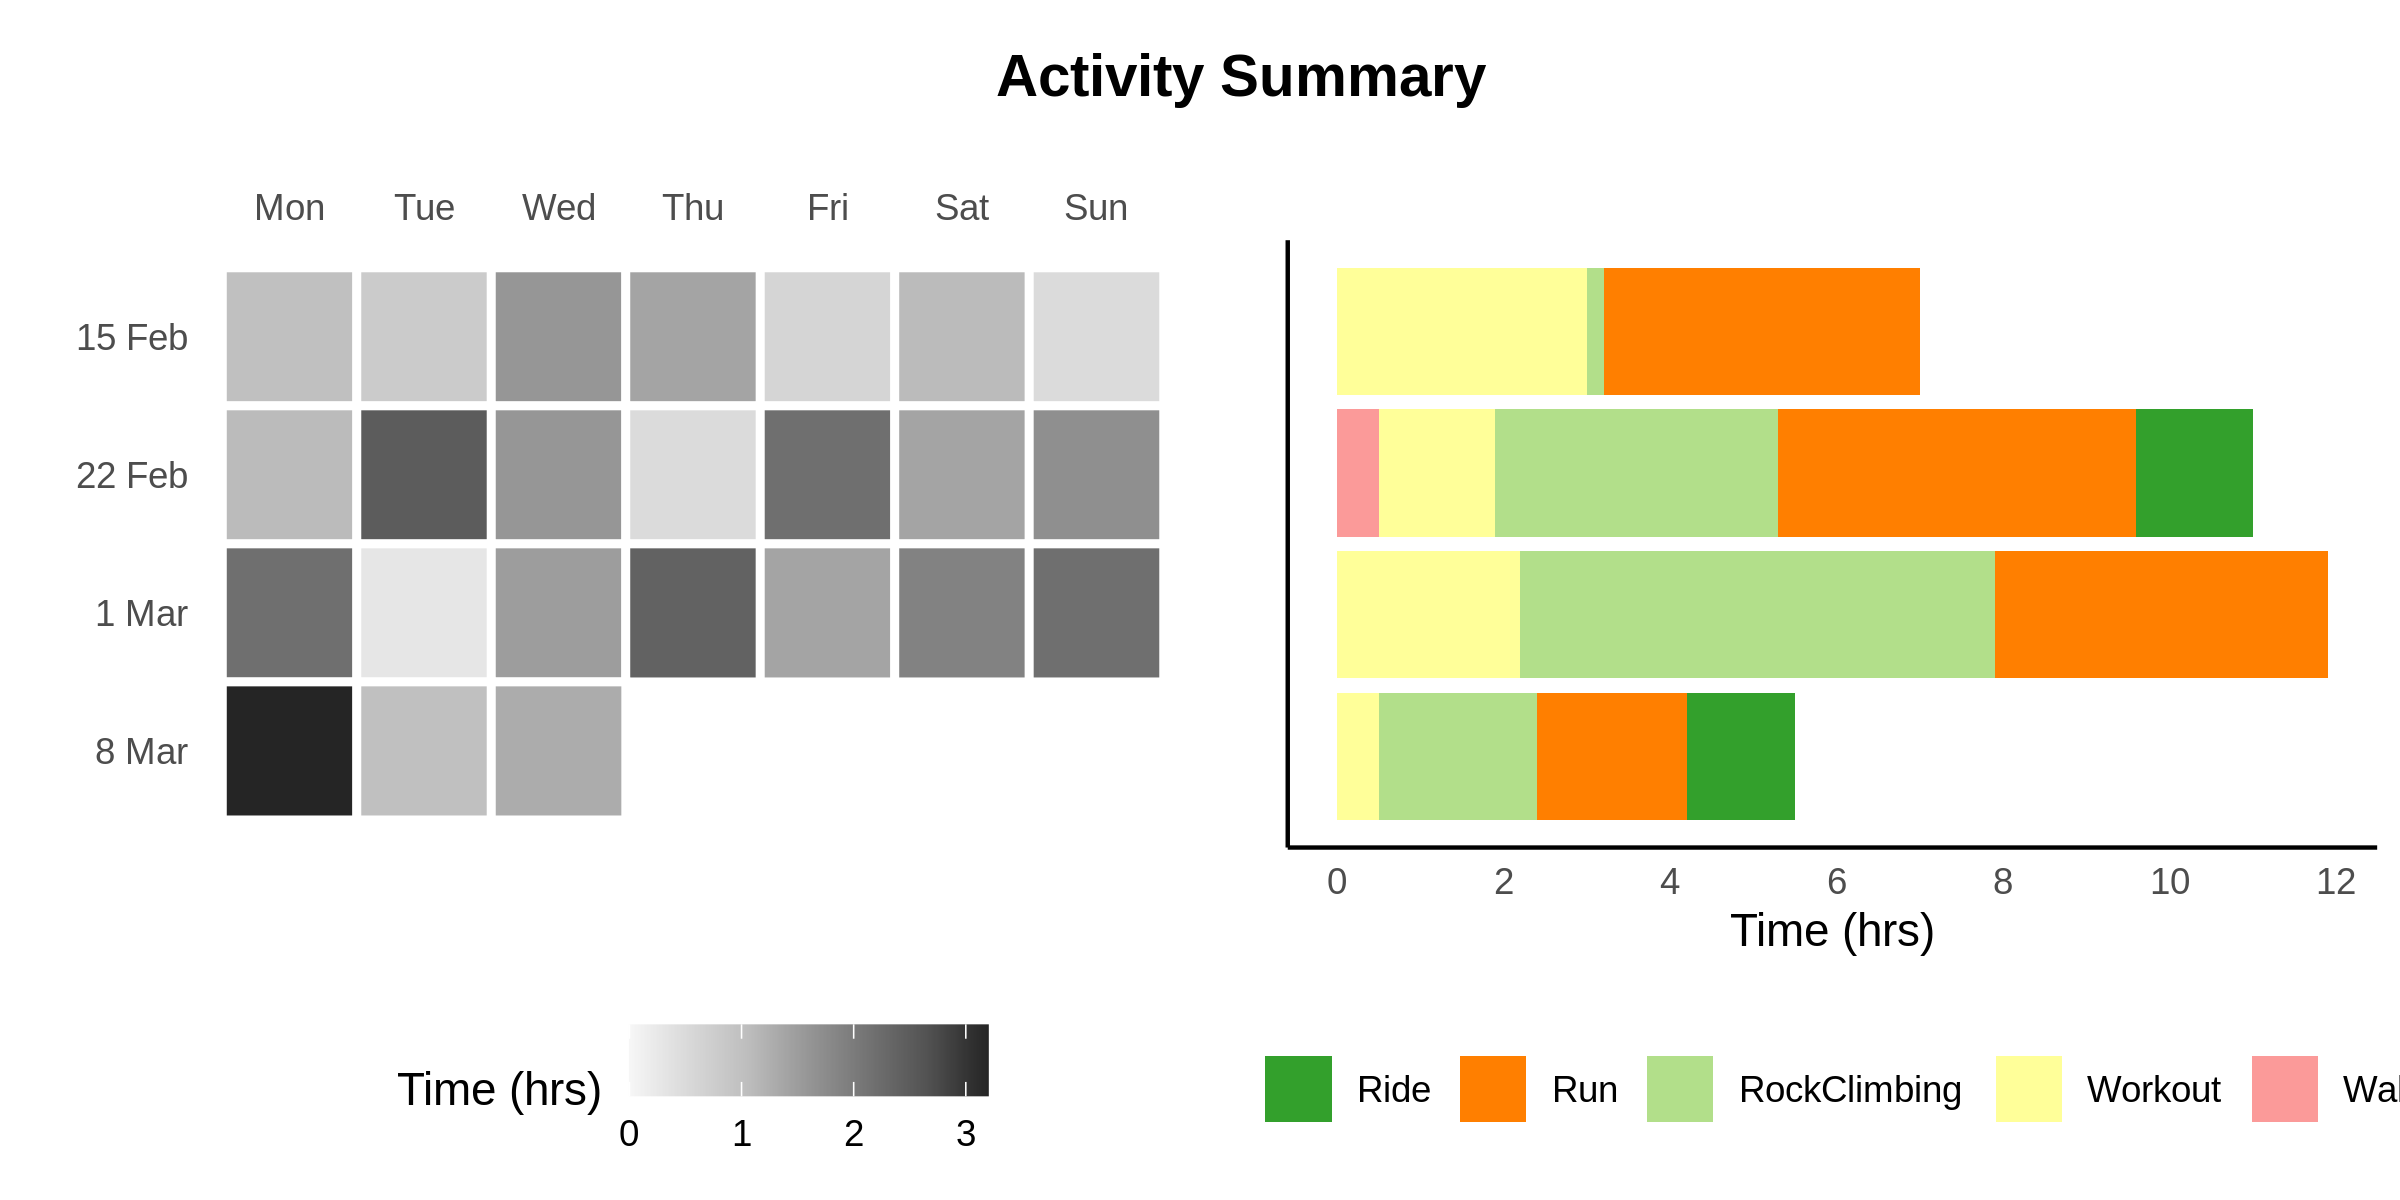 Activity Summary
Mon Tue Wed Thu Fri Sat Sun
15 Feb
22 Feb
1 Mar
8 Mar
0 2 4 6 8 10 12
Time (hrs)
Time (hrs)
0 1 2 3
Ride Run RockClimbing Workout